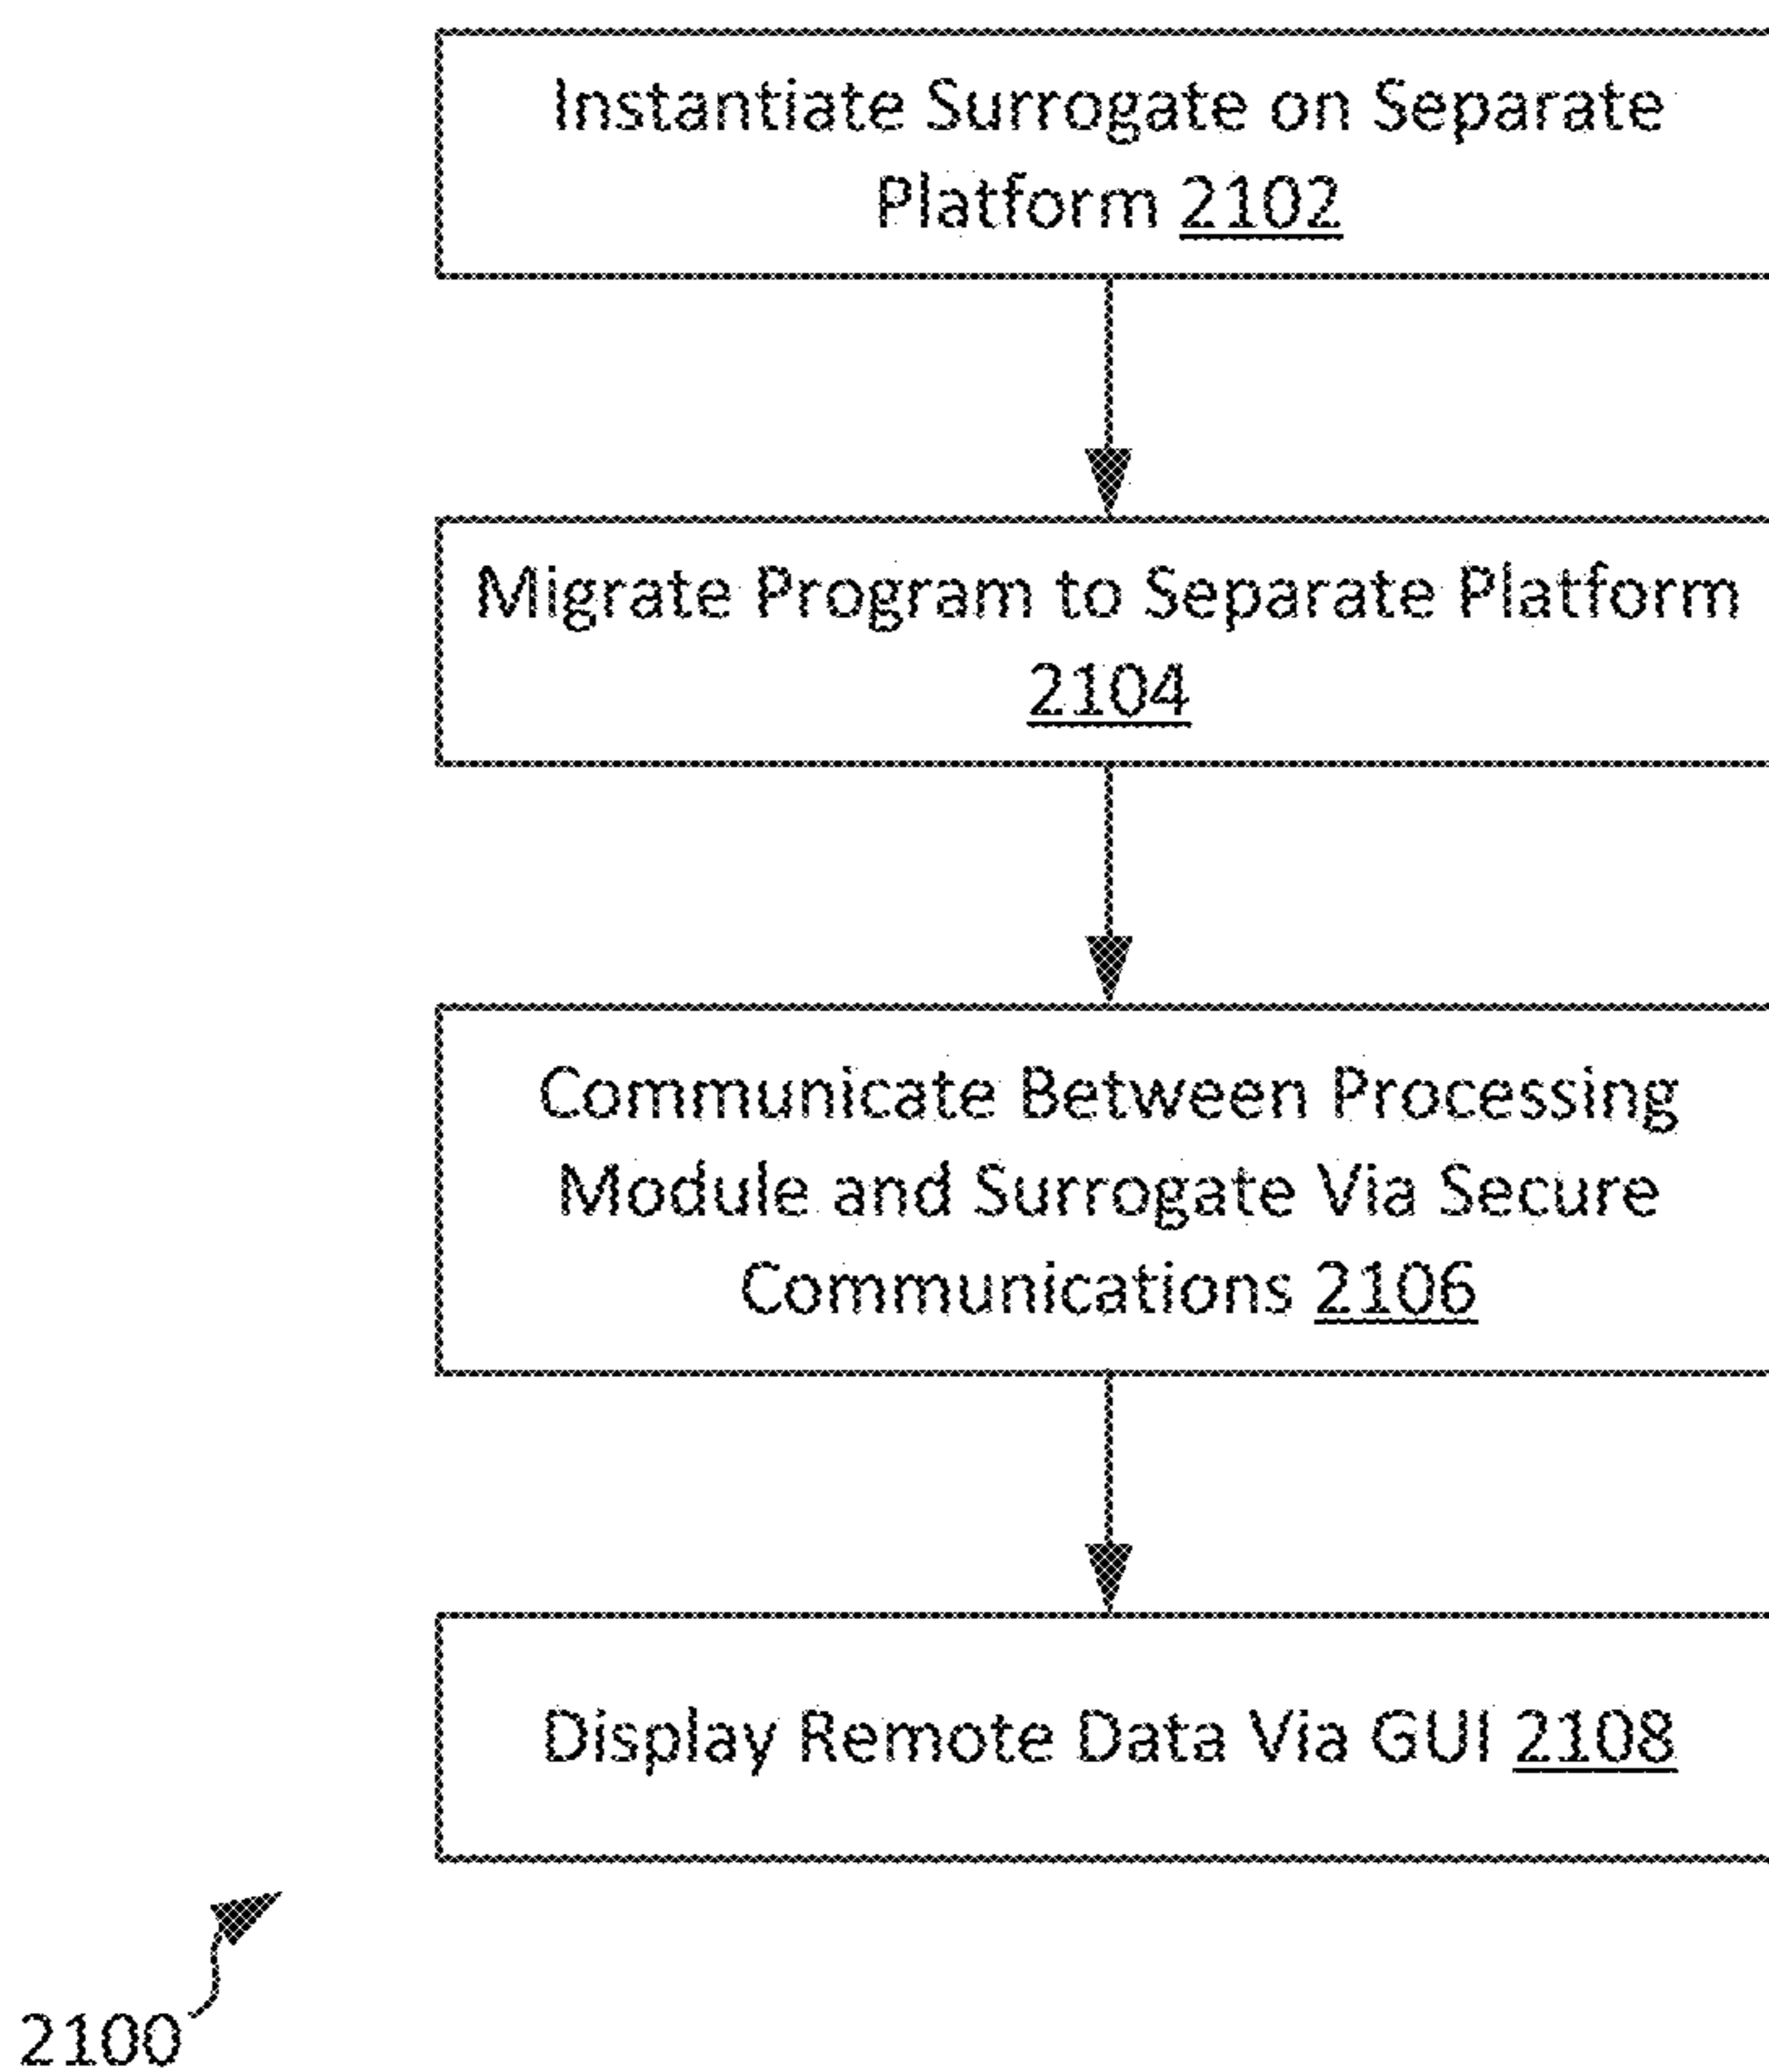 Instantiate Surrogate on Separate
Platform 2102
Migrate Program to Separate Platform
2104
Communicate Between Processing
Module and Surrogate Via Secure
Communications 2106
Display Remote Data Via GUI 2108
2100